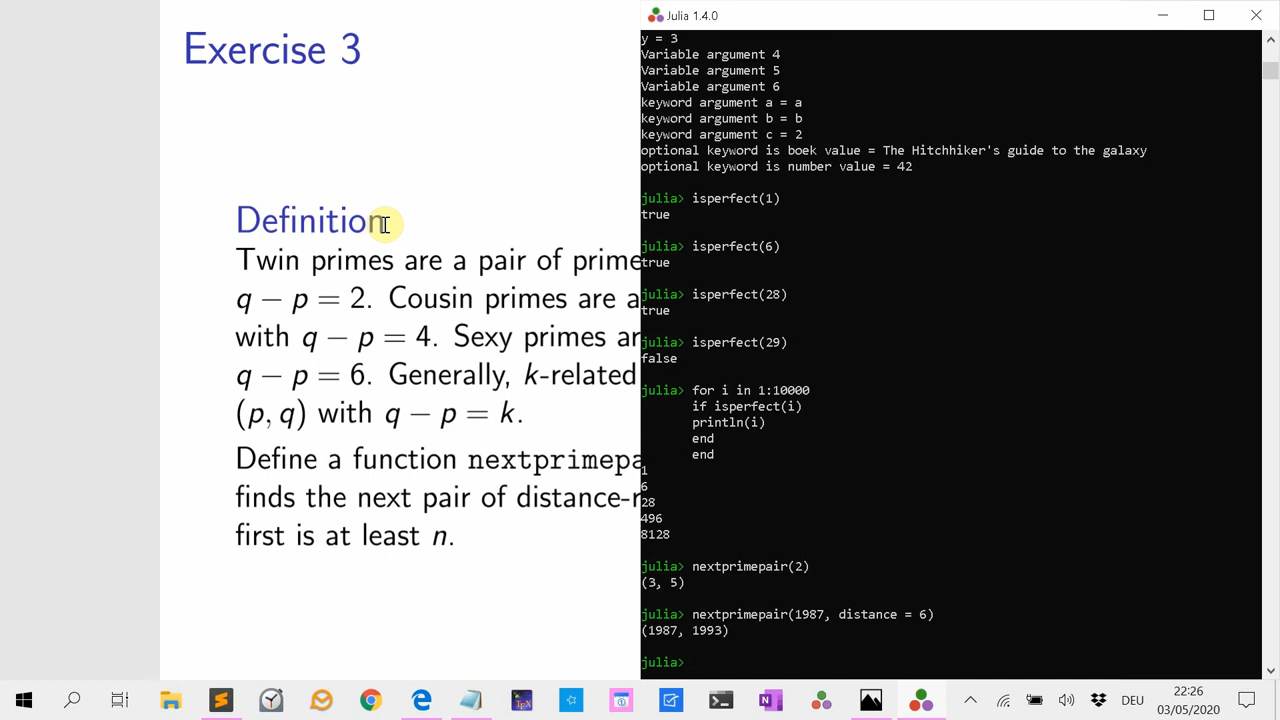 Exercise 3
Definition
Twin primes are a pair of prime
q − p = 2. Cousin primes are a
with q − p = 4. Sexy primes ar
q − p = 6. Generally, k-related
(p, q) with q − p = k.
Define a function nextprimepa
finds the next pair of distance-r
first is at least n.
Julia 1.4.0
y = 3
Variable argument 4
Variable argument 5
Variable argument 6
keyword argument a = a
keyword argument b = b
keyword argument c = 2
optional keyword is boek value = The Hitchhiker's guide to the galaxy
optional keyword is number value = 42
julia> isperfect(1)
true
julia> isperfect(6)
true
julia> isperfect(28)
true
julia> isperfect(29)
false
julia> for i in 1:10000
if isperfect(i)
println(i)
end
end
1
6
28
496
8128
julia> nextprimepair(2)
(3, 5)
julia> nextprimepair(1987, distance = 6)
(1987, 1993)
julia>
DEU
22:26
03/05/2020